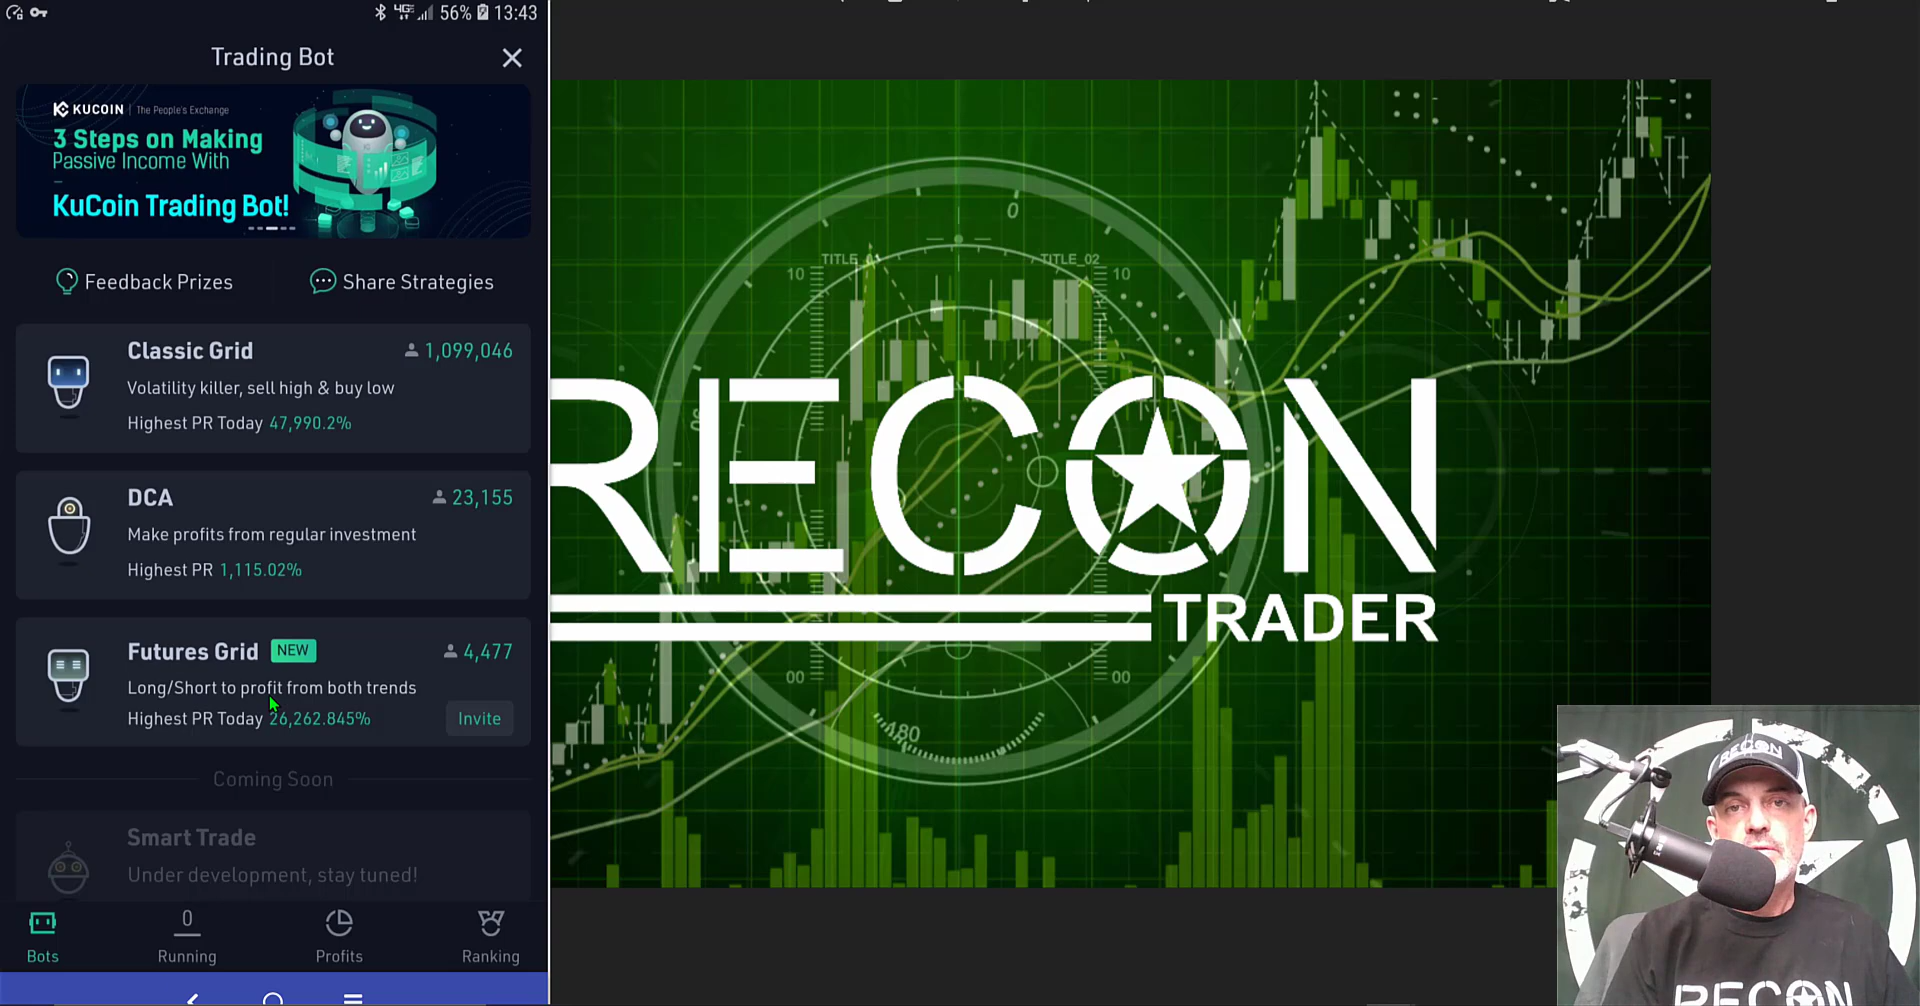 4G 56% 13:43
Trading Bot
KUCOIN | The People's Exchange
3 Steps on Making
Passive Income With
KuCoin Trading Bot!
Feedback Prizes
Share Strategies
Classic Grid
1,099,046
Volatility killer, sell high & buy low
Highest PR Today 47,990.2%
DCA
23,155
Make profits from regular investment
Highest PR 1,115.02%
Futures Grid NEW
4,477
Long/Short to profit from both trends
Highest PR Today 26,262.845%
Invite
Coming Soon
Smart Trade
Under development, stay tuned!
Bots
0
Running
Profits
Ranking
0
10
TITLE_0
TITLE_02
10
RECON
TRADER
00
00
180
RECON
RECON